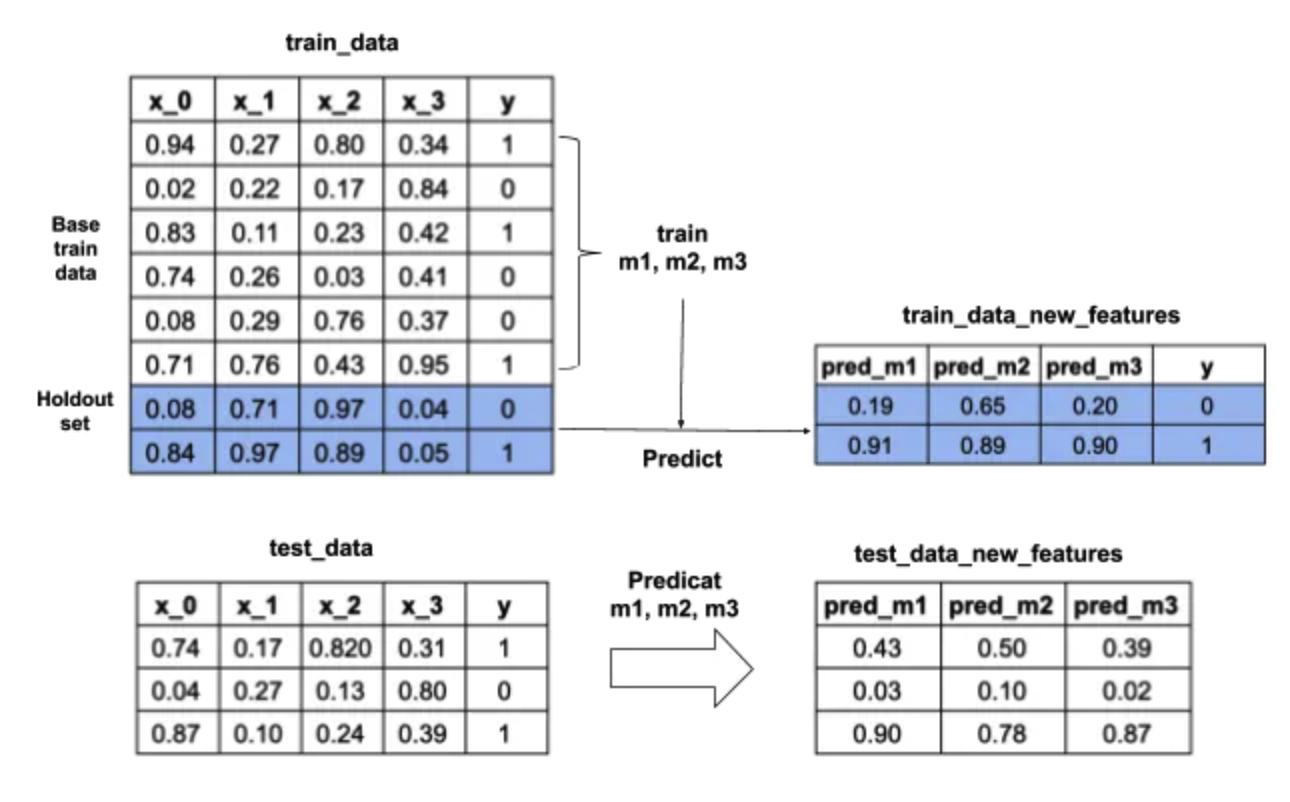 train_data
x_0 x_1 x_2 x_3 y
0.94 0.27 0.80 0.34 1
0.02 0.22 0.17 0.84 0
0.83 0.11 0.23 0.42 1
0.74 0.26 0.03 0.41 0
0.08 0.29 0.76 0.37 0
0.71 0.76 0.43 0.95 1
0.08 0.71 0.97 0.04 0
0.84 0.97 0.89 0.05 1
Base
train
data
Holdout
set
train
m1, m2, m3
Predict
train_data_new_features
pred_m1 pred_m2 pred_m3 y
0.19 0.65 0.20 0
0.91 0.89 0.90 1
test_data
x_0 x_1 x_2 x_3 y
0.74 0.17 0.820 0.31 1
0.04 0.27 0.13 0.80 0
0.87 0.10 0.24 0.39 1
Predicat
m1, m2, m3
test_data_new_features
pred_m1 pred_m2 pred_m3
0.43 0.50 0.39
0.03 0.10 0.02
0.90 0.78 0.87